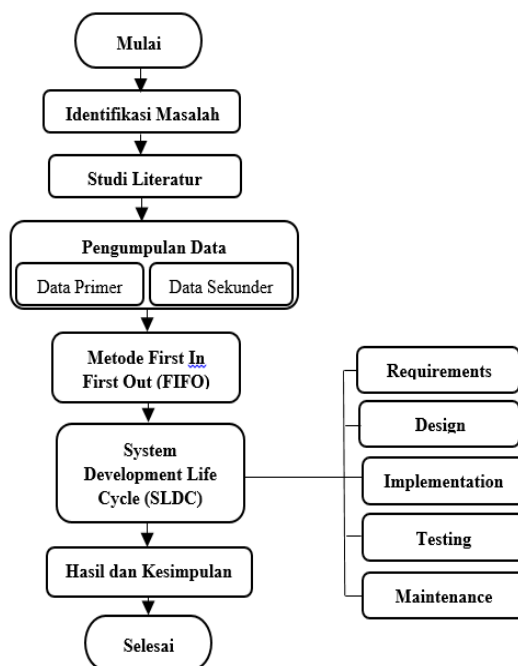 Mulai
Identifikasi Masalah
Studi Literatur
Pengumpulan Data
Data Primer
Data Sekunder
Metode First In
First Out (FIFO)
System
Development Life
Cycle (SLDC)
Requirements
Design
Implementation
Testing
Maintenance
Hasil dan Kesimpulan
Selesai